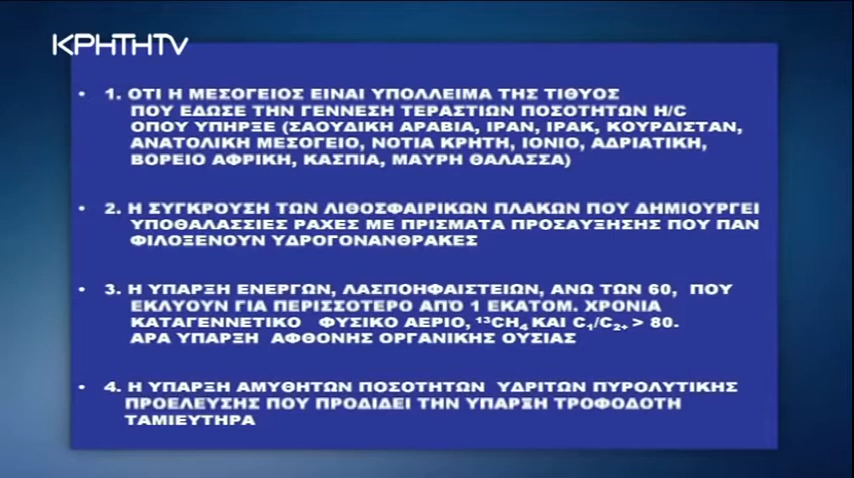 ΚΡΗΤΗTV
• 1. ΟΤΙ Η ΜΕΣΟΓΕΙΟΣ ΕΙΝΑΙ ΥΠΟΛΛΕΙΜΑ ΤΗΣ ΤΙΘΥΟΣ
ΠΟΥ ΕΔΩΣΕ ΤΗΝ ΓΕΝΝΕΣΗ ΤΕΡΑΣΤΙΩΝ ΠΟΣΟΤΗΤΩΝ H/C
ΟΠΟΥ ΥΠΗΡΞΕ (ΣΑΟΥΔΙΚΗ ΑΡΑΒΙΑ, ΙΡΑΝ, ΙΡΑΚ, ΚΟΥΡΔΙΣΤΑΝ,
ΑΝΑΤΟΛΙΚΗ ΜΕΣΟΓΕΙΟ, ΝΟΤΙΑ ΚΡΗΤΗ, ΙΟΝΙΟ, ΑΔΡΙΑΤΙΚΗ,
ΒΟΡΕΙΟ ΑΦΡΙΚΗ, ΚΑΣΠΙΑ, ΜΑΥΡΗ ΘΑΛΑΣΣΑ)
• 2. Η ΣΥΓΚΡΟΥΣΗ ΤΩΝ ΛΙΘΟΣΦΑΙΡΙΚΩΝ ΠΛΑΚΩΝ ΠΟΥ ΔΗΜΙΟΥΡΓΕΙ
ΥΠΟΘΑΛΑΣΣΙΕΣ ΡΑΧΕΣ ΜΕ ΠΡΙΣΜΑΤΑ ΠΡΟΣΑΥΞΗΣΗΣ ΠΟΥ ΠΑΝ
ΦΙΛΟΞΕΝΟΥΝ ΥΔΡΟΓΟΝΑΝΘΡΑΚΕΣ
• 3. Η ΥΠΑΡΞΗ ΕΝΕΡΓΩΝ, ΛΑΣΠΟΗΦΑΙΣΤΕΙΩΝ, ΑΝΩ ΤΩΝ 60, ΠΟΥ
ΕΚΛΥΟΥΝ ΓΙΑ ΠΕΡΙΣΣΟΤΕΡΟ ΑΠΌ 1 ΕΚΑΤΟΜ. ΧΡΟΝΙΑ
ΚΑΤΑΓΕΝΝΕΤΙΚΟ ΦΥΣΙΚΟ ΑΕΡΙΟ, ¹³CH₄ ΚΑΙ C₁/C₂₊ > 80.
ΑΡΑ ΥΠΑΡΞΗ ΑΦΘΟΝΗΣ ΟΡΓΑΝΙΚΗΣ ΟΥΣΙΑΣ
• 4. Η ΥΠΑΡΞΗ ΑΜΥΘΗΤΩΝ ΠΟΣΟΤΗΤΩΝ ΥΔΡΙΤΩΝ ΠΥΡΟΛΥΤΙΚΗΣ
ΠΡΟΕΛΕΥΣΗΣ ΠΟΥ ΠΡΟΔΙΔΕΙ ΤΗΝ ΥΠΑΡΞΗ ΤΡΟΦΟΔΟΤΗ
ΤΑΜΙΕΥΤΗΡΑ